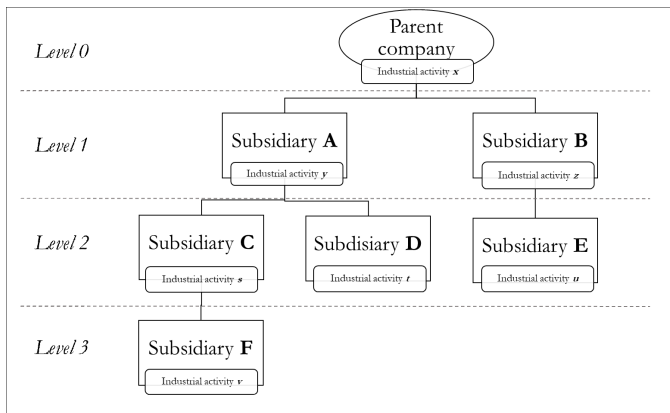 Level 0
Parent
company
Industrial activity x
Level 1
Subsidiary A
Industrial activity y
Subsidiary B
Industrial activity z
Level 2
Subsidiary C
Industrial activity s
Subdisiary D
Industrial activity t
Subsidiary E
Industrial activity u
Level 3
Subsidiary F
Industrial activity v